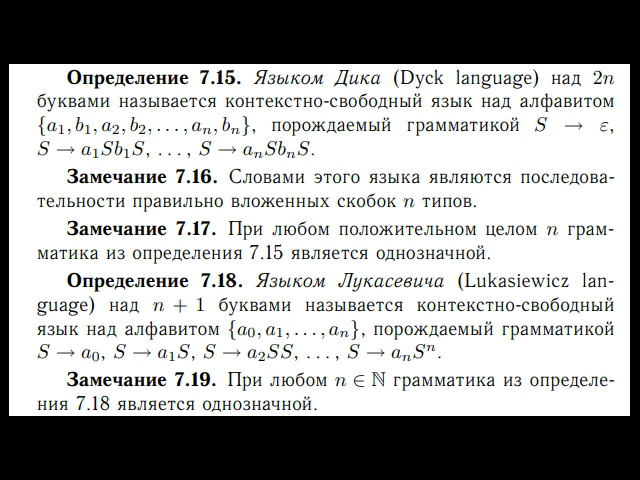 Определение 7.15. Языком Дика (Dyck language) над 2n
буквами называется контекстно-свободный язык над алфавитом
{a₁, b₁, a₂, b₂, . . . , aₙ, bₙ}, порождаемый грамматикой S → ε,
S → a₁Sb₁S, . . . , S → aₙSbₙS.
Замечание 7.16. Словами этого языка являются последова-
тельности правильно вложенных скобок n типов.
Замечание 7.17. При любом положительном целом n грам-
матика из определения 7.15 является однозначной.
Определение 7.18. Языком Лукасевича (Lukasiewicz lan-
guage) над n + 1 буквами называется контекстно-свободный
язык над алфавитом {a₀, a₁, . . . , aₙ}, порождаемый грамматикой
S → a₀, S → a₁S, S → a₂SS, . . . , S → aₙSⁿ.
Замечание 7.19. При любом n ∈ ℕ грамматика из определе-
ния 7.18 является однозначной.